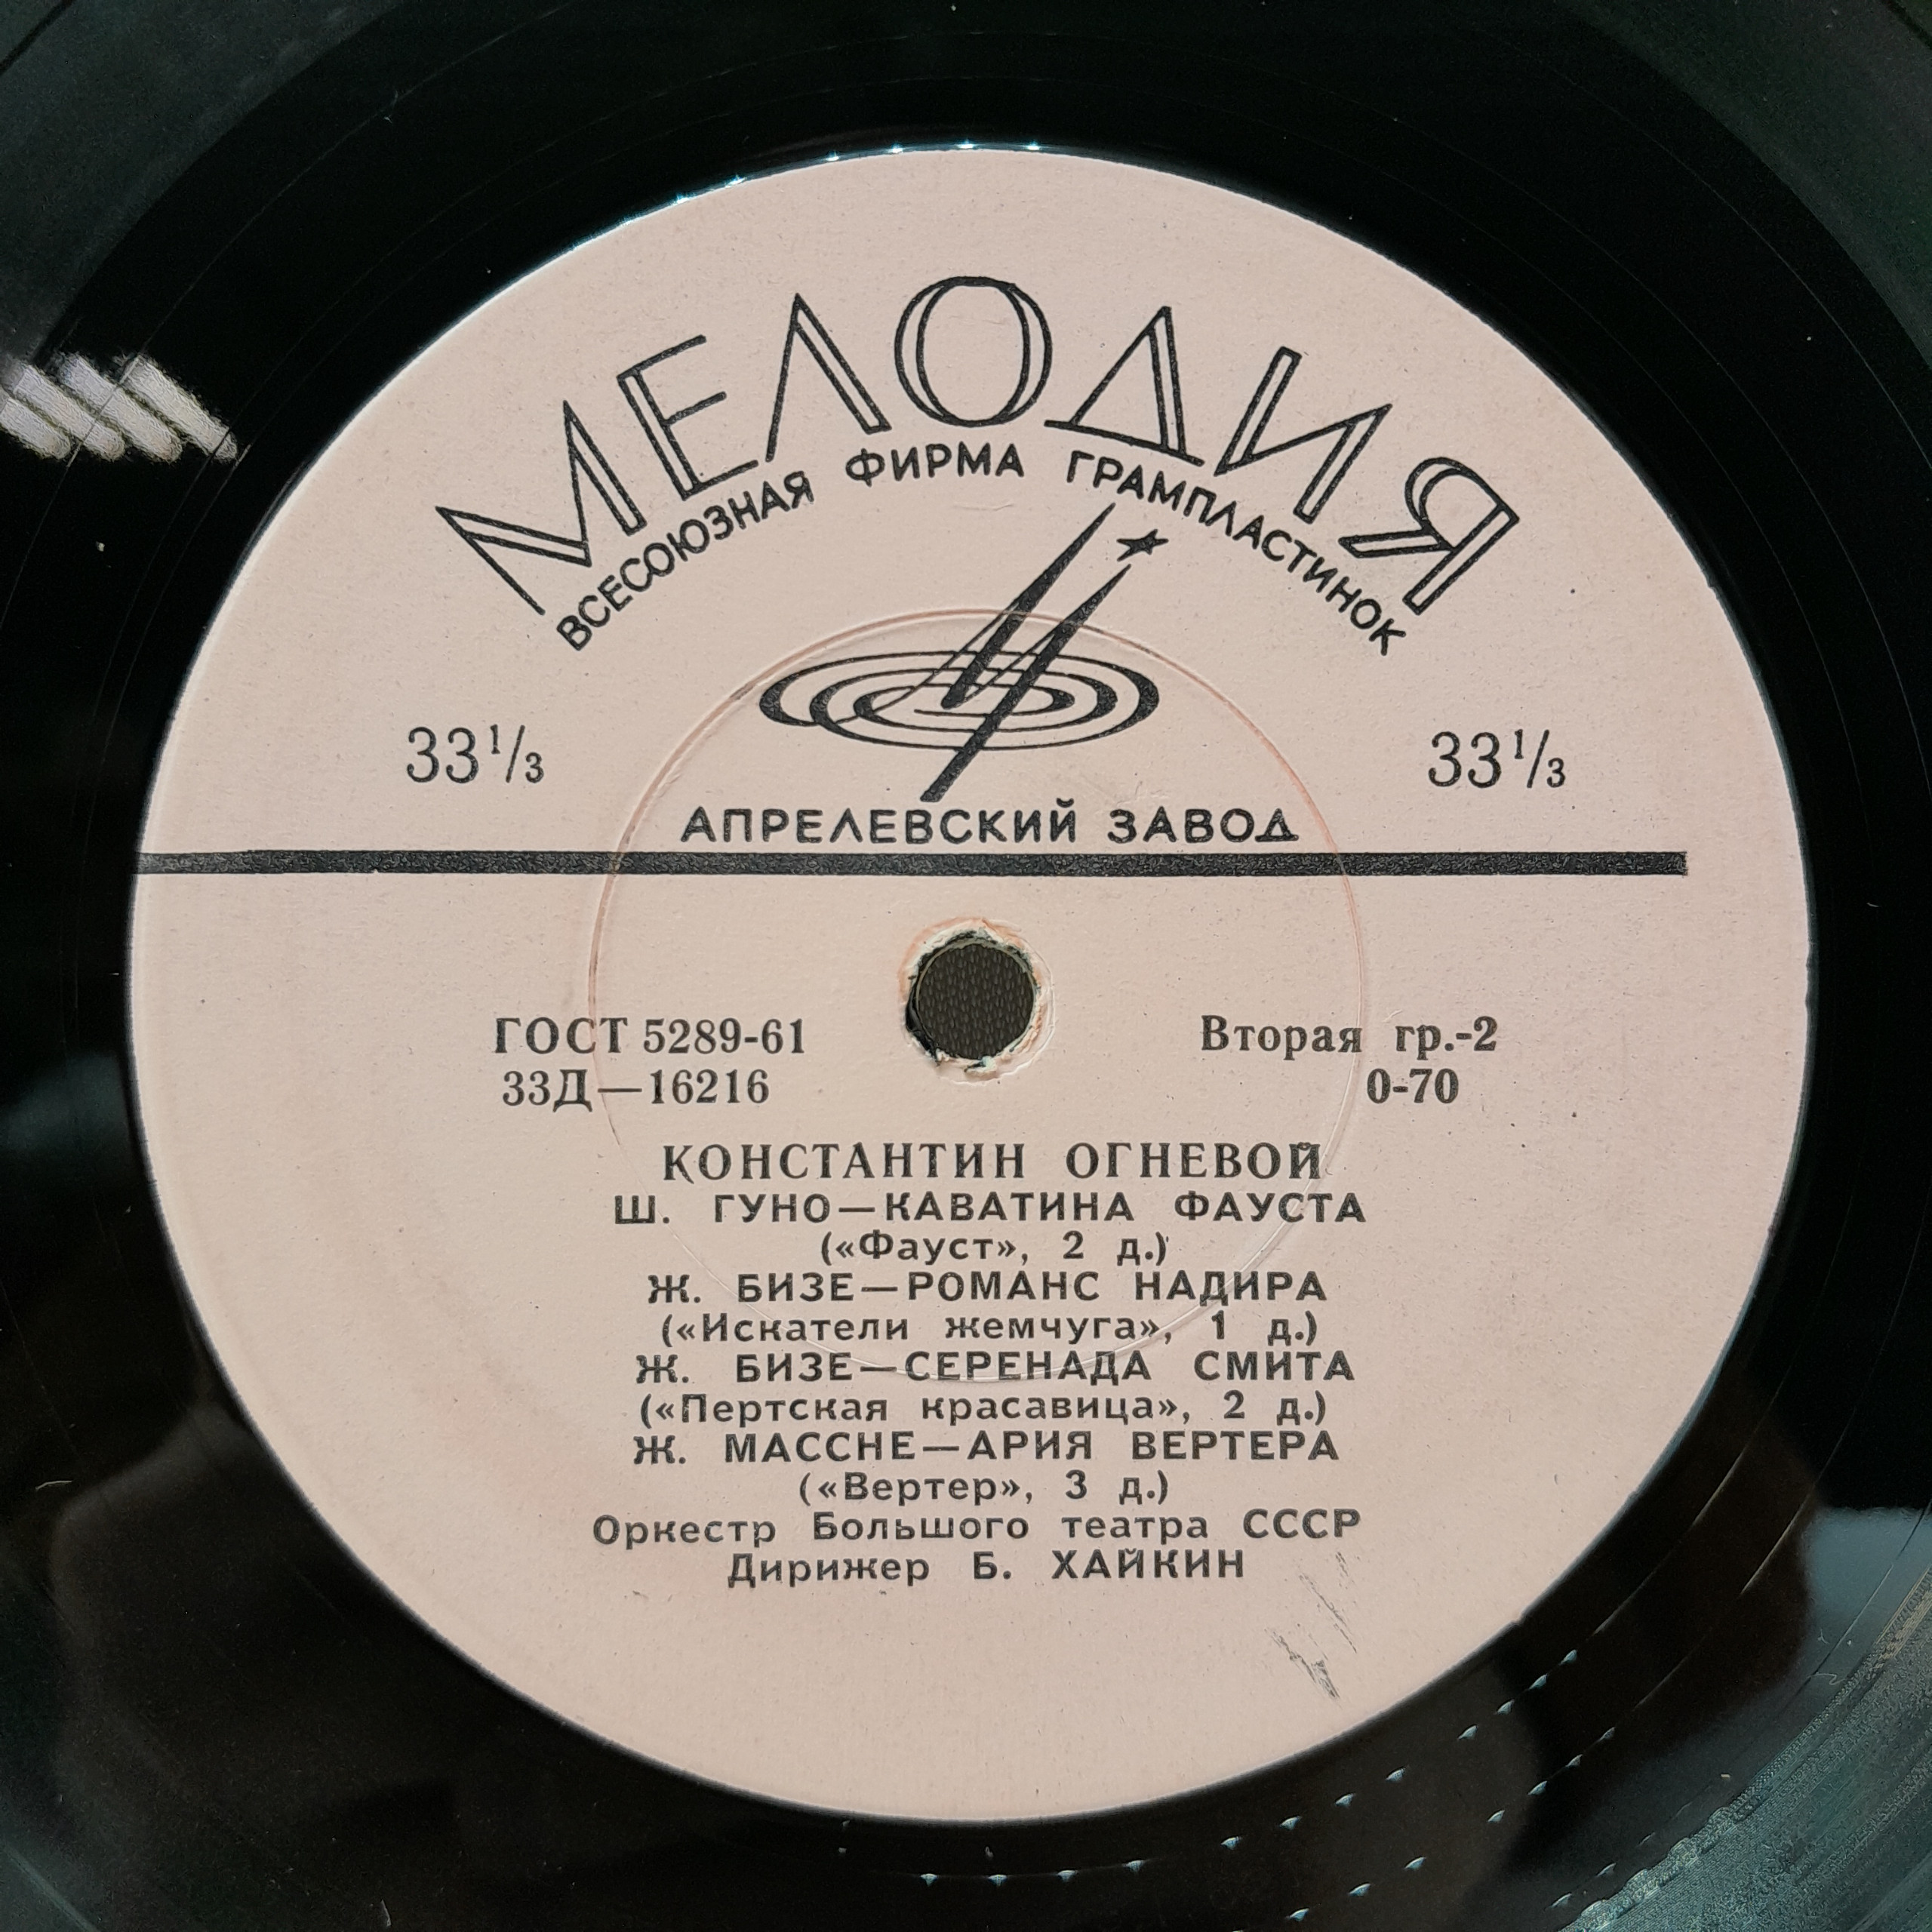 МЕЛОДИЯ
ВСЕСОЮЗНАЯ ФИРМА ГРАМПЛАСТИНОК
33⅓ 33⅓
АПРЕЛЕВСКИЙ ЗАВОД
ГОСТ 5289-61 Вторая гр.-2
33Д—16216 0-70
КОНСТАНТИН ОГНЕВОЙ
Ш. ГУНО—КАВАТИНА ФАУСТА
(«Фауст», 2 д.)
Ж. БИЗЕ—РОМАНС НАДИРА
(«Искатели жемчуга», 1 д.)
Ж. БИЗЕ—СЕРЕНАДА СМИТА
(«Пертская красавица», 2 д.)
Ж. МАССНЕ—АРИЯ ВЕРТЕРА
(«Вертер», 3 д.)
Оркестр Большого театра СССР
Дирижер Б. ХАЙКИН